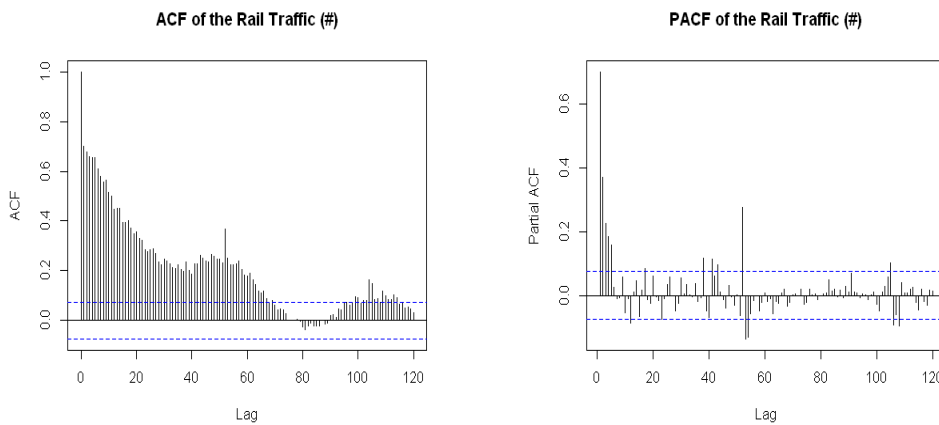 ACF of the Rail Traffic (#)
ACF
1.0
0.8
0.6
0.4
0.2
0.0
0 20 40 60 80 100 120
Lag
PACF of the Rail Traffic (#)
Partial ACF
0.6
0.4
0.2
0.0
0 20 40 60 80 100 120
Lag